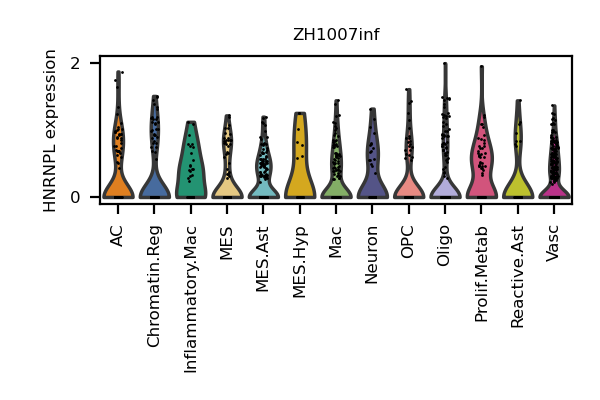 ZH1007inf
HNRNPL expression
2
0
AC
Chromatin.Reg
Inflammatory.Mac
MES
MES.Ast
MES.Hyp
Mac
Neuron
OPC
Oligo
Prolif.Metab
Reactive.Ast
Vasc